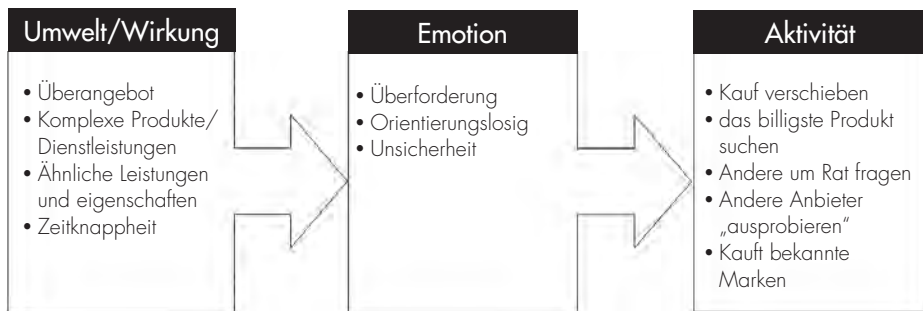 Umwelt/Wirkung
• Überangebot
• Komplexe Produkte/
Dienstleistungen
• Ähnliche Leistungen
und eigenschaften
• Zeitknappheit
Emotion
• Überforderung
• Orientierungslosig
• Unsicherheit
Aktivität
• Kauf verschieben
• das billigste Produkt
suchen
• Andere um Rat fragen
• Andere Anbieter
„ausprobieren“
• Kauft bekannte
Marken